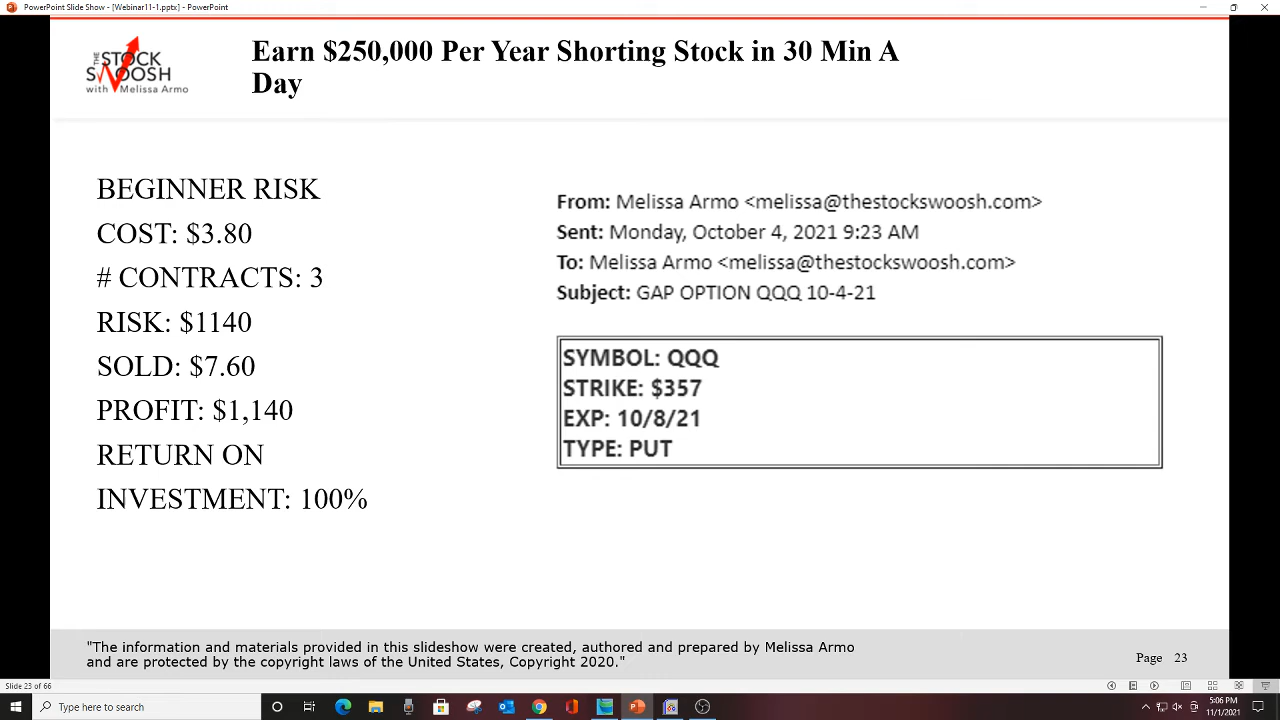 PowerPoint Slide Show - [Webinar11-1.pptx] - PowerPoint
THE
STOCK
SWOOSH
with Melissa Armo
Earn $250,000 Per Year Shorting Stock in 30 Min A
Day
BEGINNER RISK
COST: $3.80
# CONTRACTS: 3
RISK: $1140
SOLD: $7.60
PROFIT: $1,140
RETURN ON
INVESTMENT: 100%
From: Melissa Armo <melissa@thestockswoosh.com>
Sent: Monday, October 4, 2021 9:23 AM
To: Melissa Armo <melissa@thestockswoosh.com>
Subject: GAP OPTION QQQ 10-4-21
SYMBOL: QQQ
STRIKE: $357
EXP: 10/8/21
TYPE: PUT
"The information and materials provided in this slideshow were created, authored and prepared by Melissa Armo
and are protected by the copyright laws of the United States, Copyright 2020."
Page 23
Slide 23 of 66
Type here to search
5:06 PM
11/1/2021